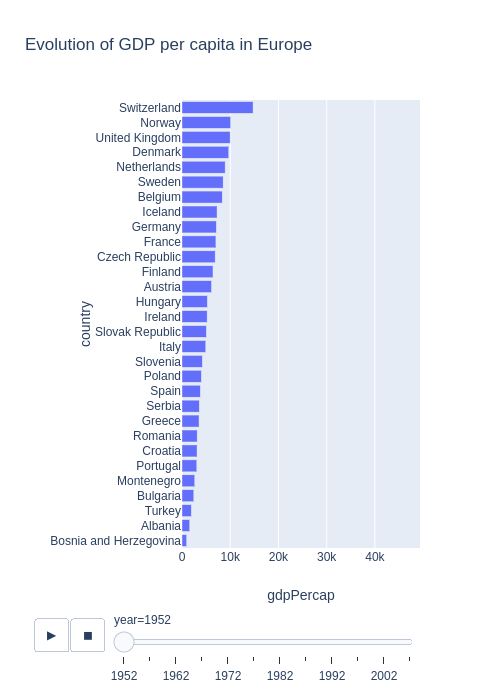 Evolution of GDP per capita in Europe
Switzerland
Norway
United Kingdom
Denmark
Netherlands
Sweden
Belgium
Iceland
Germany
France
Czech Republic
Finland
Austria
Hungary
Ireland
Slovak Republic
Italy
Slovenia
Poland
Spain
Serbia
Greece
Romania
Croatia
Portugal
Montenegro
Bulgaria
Turkey
Albania
Bosnia and Herzegovina
country
0 10k 20k 30k 40k
gdpPercap
year=1952
1952 1962 1972 1982 1992 2002